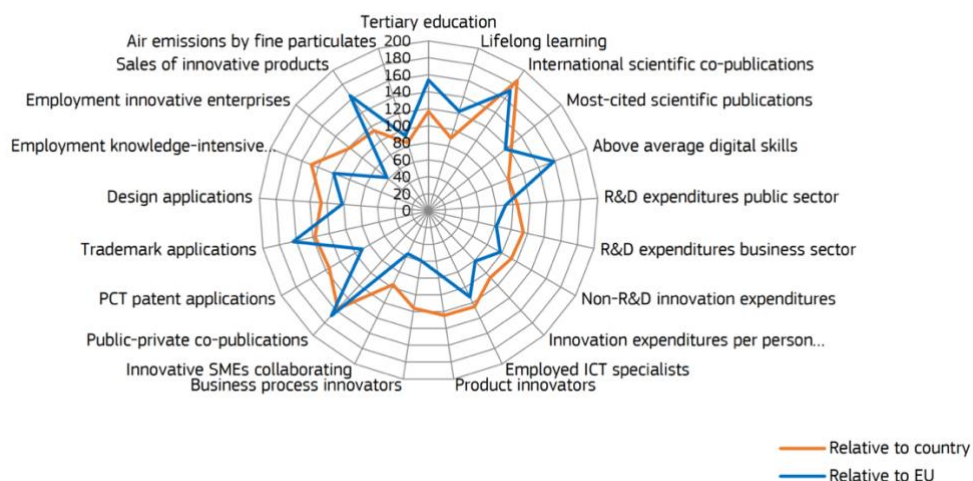 Tertiary education
Lifelong learning
International scientific co-publications
Most-cited scientific publications
Above average digital skills
R&D expenditures public sector
R&D expenditures business sector
Non-R&D innovation expenditures
Innovation expenditures per person...
Employed ICT specialists
Product innovators
Business process innovators
Innovative SMEs collaborating
Public-private co-publications
PCT patent applications
Trademark applications
Design applications
Employment knowledge-intensive...
Employment innovative enterprises
Sales of innovative products
Air emissions by fine particulates
200
180
160
140
120
100
80
60
40
20
0
Relative to country
Relative to EU